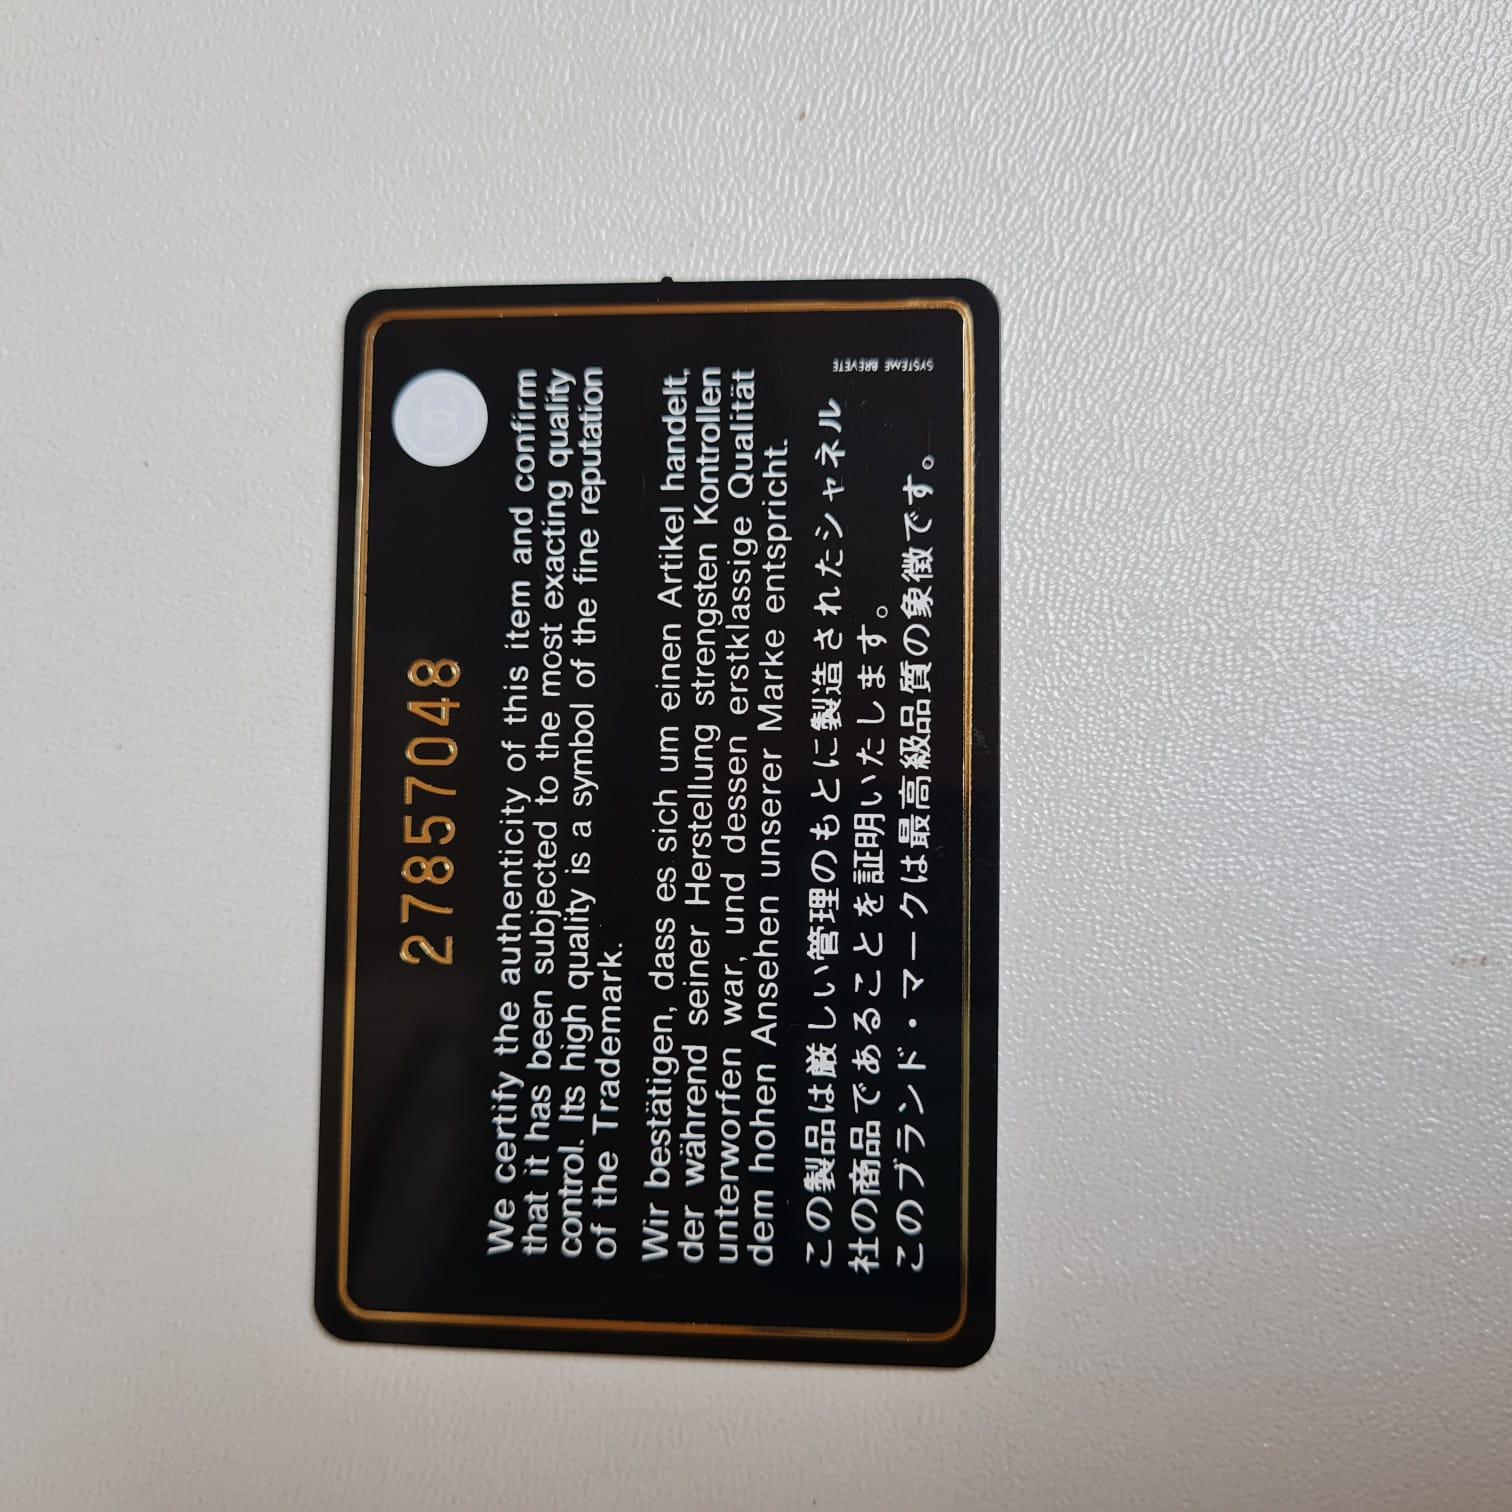 27857048
We certify the authenticity of this item and confirm
that it has been subjected to the most exacting quality
control. Its high quality is a symbol of the fine reputation
of the Trademark.
Wir bestätigen, dass es sich um einen Artikel handelt,
der während seiner Herstellung strengsten Kontrollen
unterworfen war, und dessen erstklassige Qualität
dem hohen Ansehen unserer Marke entspricht.
この製品は厳しい管理のもとに製造されたシャネル
社の商品であることを証明いたします。
このブランド・マークは最高級品質の象徴です。
SYSTEME BREVETE